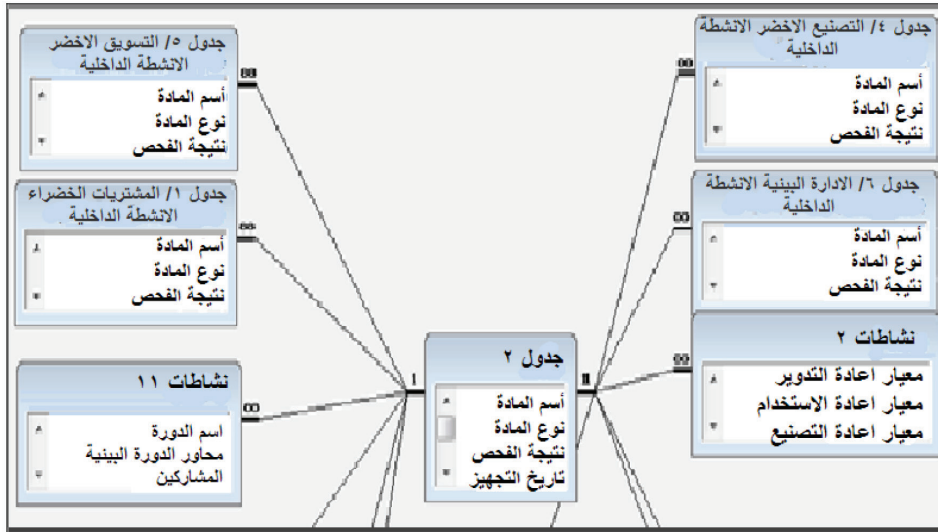 جدول ٤/ التصنيع الاخضر الانشطة
الداخلية
أسم المادة
نوع المادة
نتيجة الفحص
جدول ٥/ التسويق الاخضر
الانشطة الداخلية
أسم المادة
نوع المادة
نتيجة الفحص
جدول ٦/ الادارة البينية الانشطة
الداخلية
أسم المادة
نوع المادة
نتيجة الفحص
جدول ١/ المشتريات الخضراء
الانشطة الداخلية
أسم المادة
نوع المادة
نتيجة الفحص
نشاطات ٢
معيار اعادة التدوير
معيار اعادة الاستخدام
معيار اعادة التصنيع
جدول ٢
أسم المادة
نوع المادة
نتيجة الفحص
تاريخ التجهيز
نشاطات ١١
اسم الدورة
محاور الدورة البينية
المشاركين